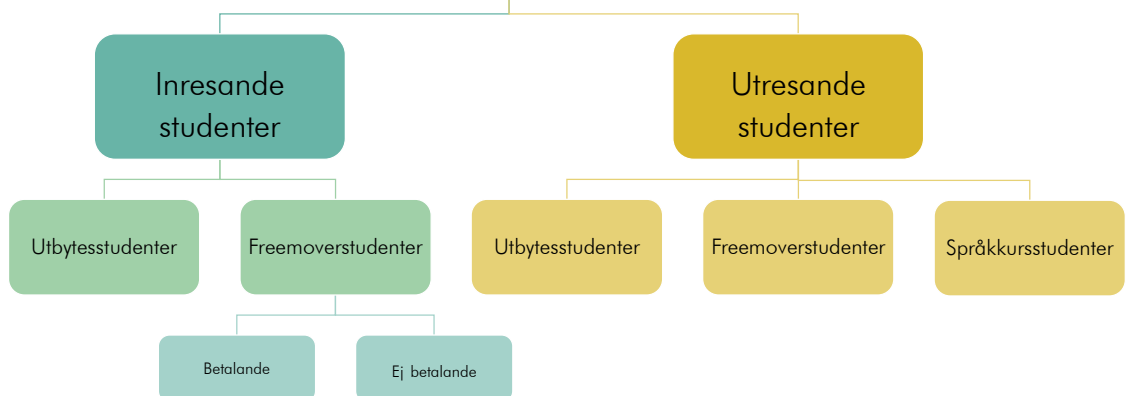 Inresande
studenter
Utresande
studenter
Utbytesstudenter
Freemoverstudenter
Utbytesstudenter
Freemoverstudenter
Språkkursstudenter
Betalande
Ej betalande